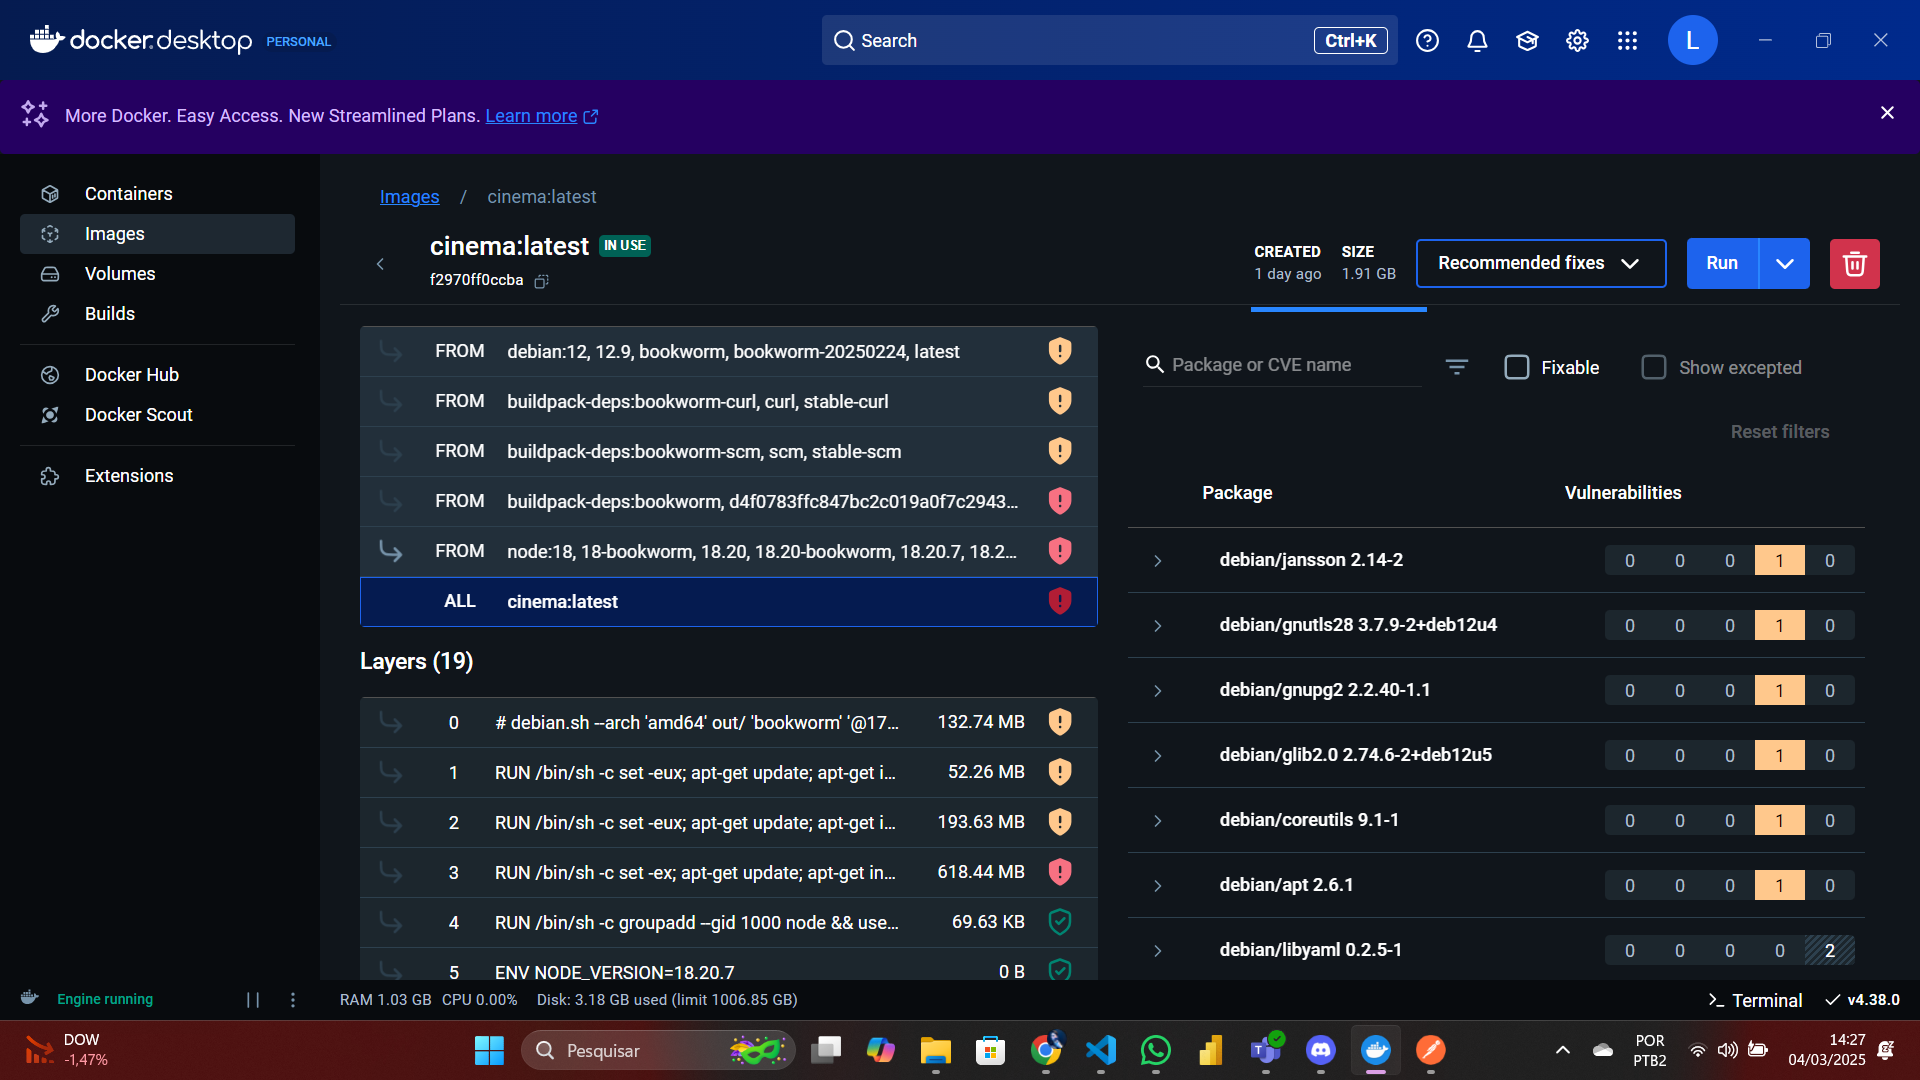 docker.desktop PERSONAL
Search Ctrl+K
L
More Docker. Easy Access. New Streamlined Plans. Learn more
Containers
Images
Volumes
Builds
Docker Hub
Docker Scout
Extensions
Images / cinema:latest
cinema:latest IN USE
f2970ff0ccba
CREATED SIZE
1 day ago 1.91 GB
Recommended fixes
Run
FROM debian:12, 12.9, bookworm, bookworm-20250224, latest
FROM buildpack-deps:bookworm-curl, curl, stable-curl
FROM buildpack-deps:bookworm-scm, scm, stable-scm
FROM buildpack-deps:bookworm, d4f0783ffc847bc2c019a0f7c2943...
FROM node:18, 18-bookworm, 18.20, 18.20-bookworm, 18.20.7, 18.2...
ALL cinema:latest
Layers (19)
0 # debian.sh --arch 'amd64' out/ 'bookworm' '@17... 132.74 MB
1 RUN /bin/sh -c set -eux; apt-get update; apt-get i... 52.26 MB
2 RUN /bin/sh -c set -eux; apt-get update; apt-get i... 193.63 MB
3 RUN /bin/sh -c set -ex; apt-get update; apt-get in... 618.44 MB
4 RUN /bin/sh -c groupadd --gid 1000 node && use... 69.63 KB
5 ENV NODE_VERSION=18.20.7 0 B
Package or CVE name
Fixable
Show excepted
Reset filters
Package Vulnerabilities
debian/jansson 2.14-2 0 0 0 1 0
debian/gnutls28 3.7.9-2+deb12u4 0 0 0 1 0
debian/gnupg2 2.2.40-1.1 0 0 0 1 0
debian/glib2.0 2.74.6-2+deb12u5 0 0 0 1 0
debian/coreutils 9.1-1 0 0 0 1 0
debian/apt 2.6.1 0 0 0 1 0
debian/libyaml 0.2.5-1 0 0 0 0 2
Engine running
RAM 1.03 GB CPU 0.00% Disk: 3.18 GB used (limit 1006.85 GB)
Terminal
v4.38.0
DOW
-1,47%
Pesquisar
POR
PTB2
14:27
04/03/2025